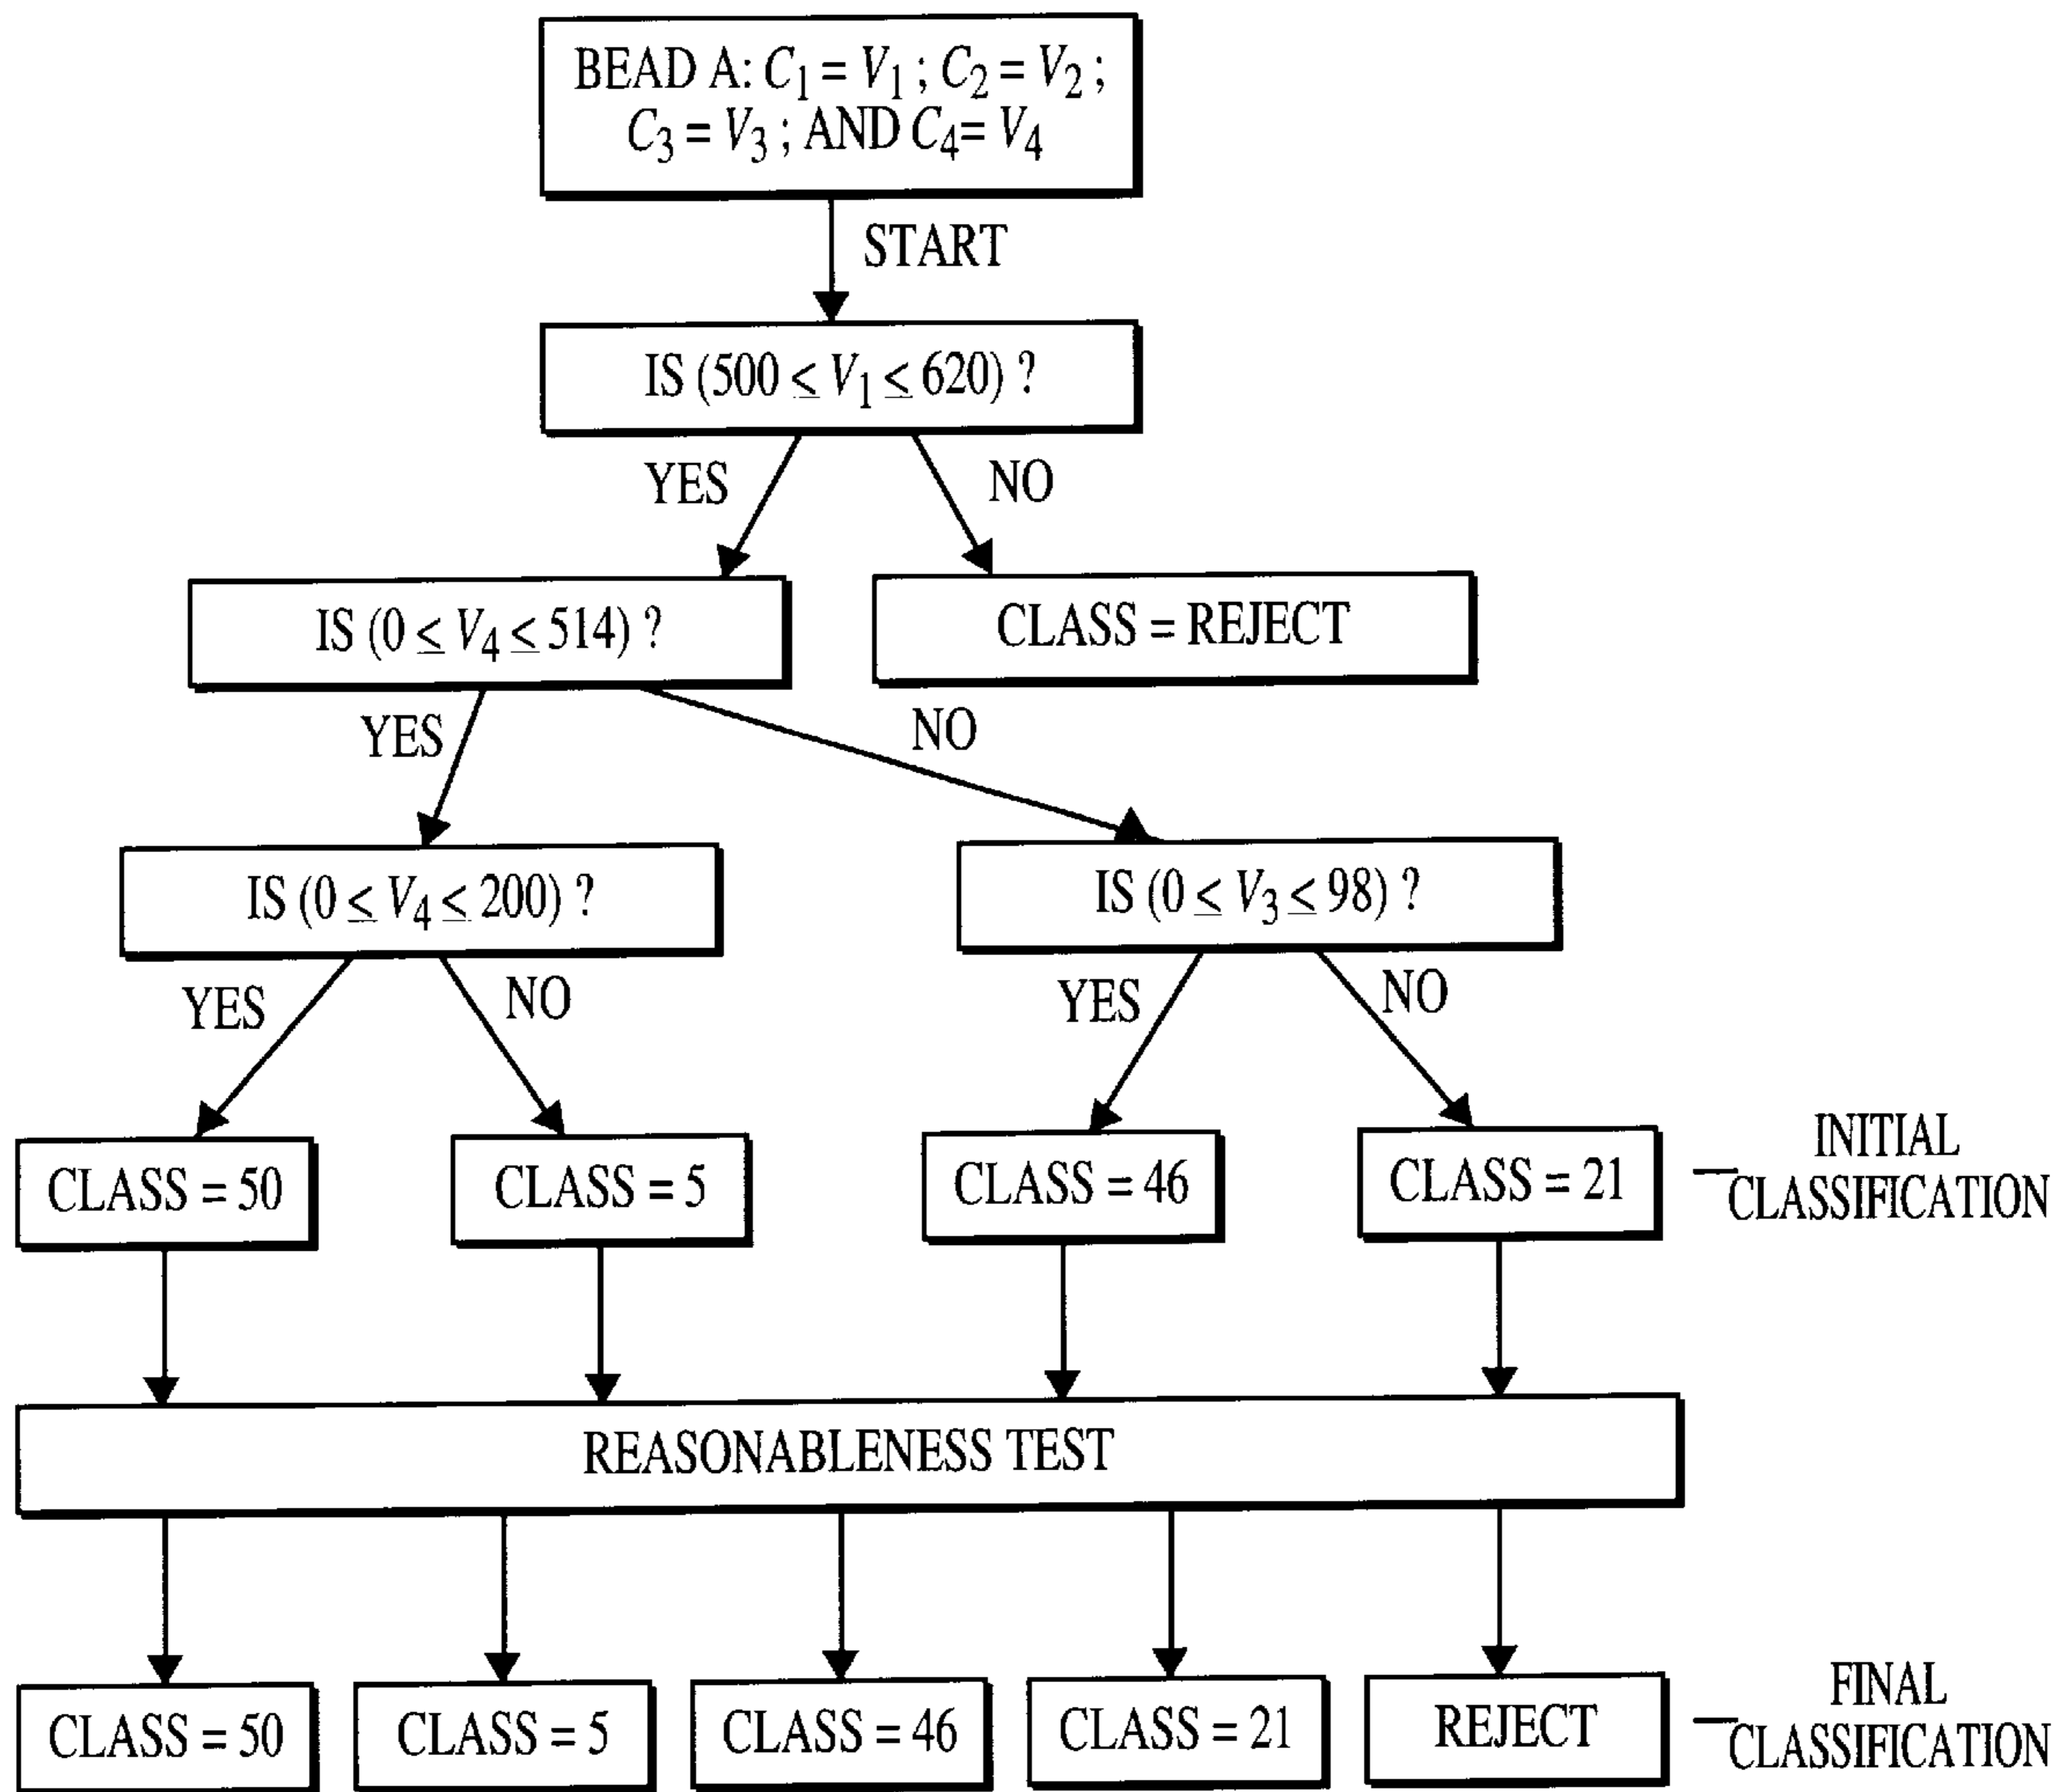 BEAD A: C1 = V1 ; C2 = V2 ;
C3 = V3 ; AND C4 = V4
START
IS (500 ≤ V1 ≤ 620) ?
YES
NO
IS (0 ≤ V4 ≤ 514) ?
CLASS = REJECT
YES
NO
IS (0 ≤ V4 ≤ 200) ?
IS (0 ≤ V3 ≤ 98) ?
YES
NO
YES
NO
CLASS = 50
CLASS = 5
CLASS = 46
CLASS = 21
INITIAL
CLASSIFICATION
REASONABLENESS TEST
CLASS = 50
CLASS = 5
CLASS = 46
CLASS = 21
REJECT
FINAL
CLASSIFICATION